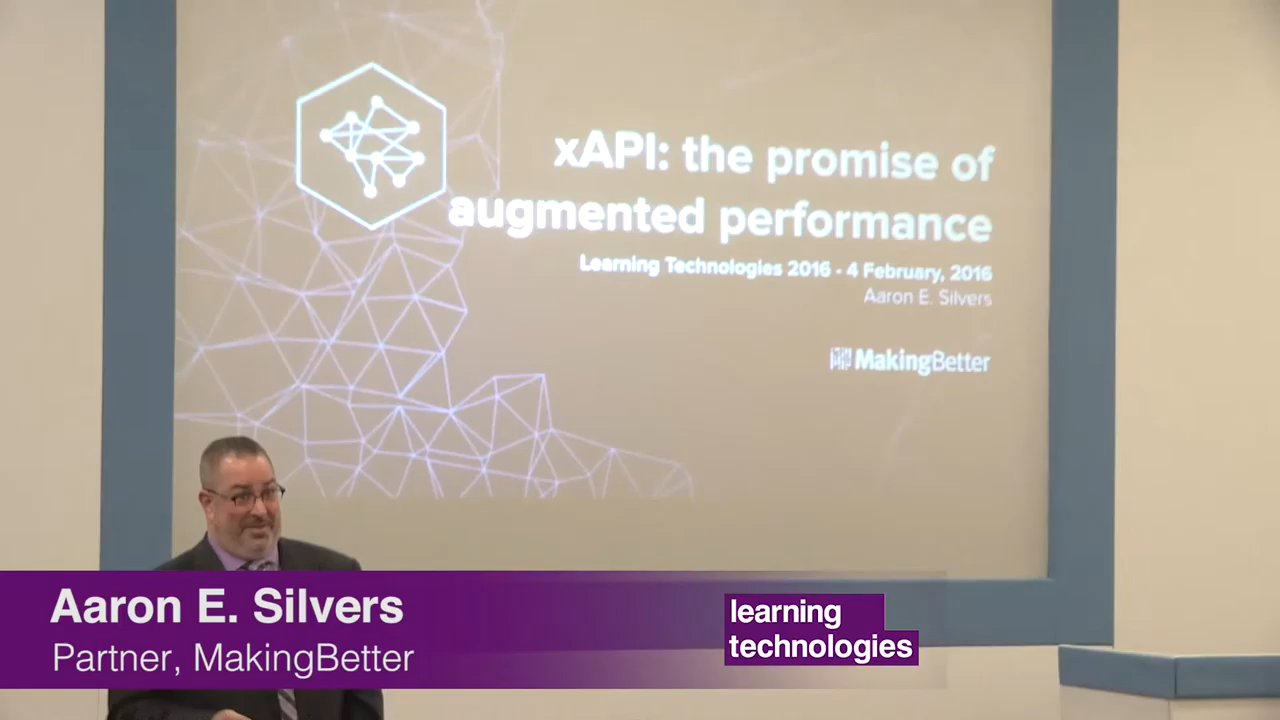 xAPI: the promise of
augmented performance
Learning Technologies 2016 - 4 February, 2016
Aaron E. Silvers
MakingBetter
Aaron E. Silvers
Partner, MakingBetter
learning
technologies